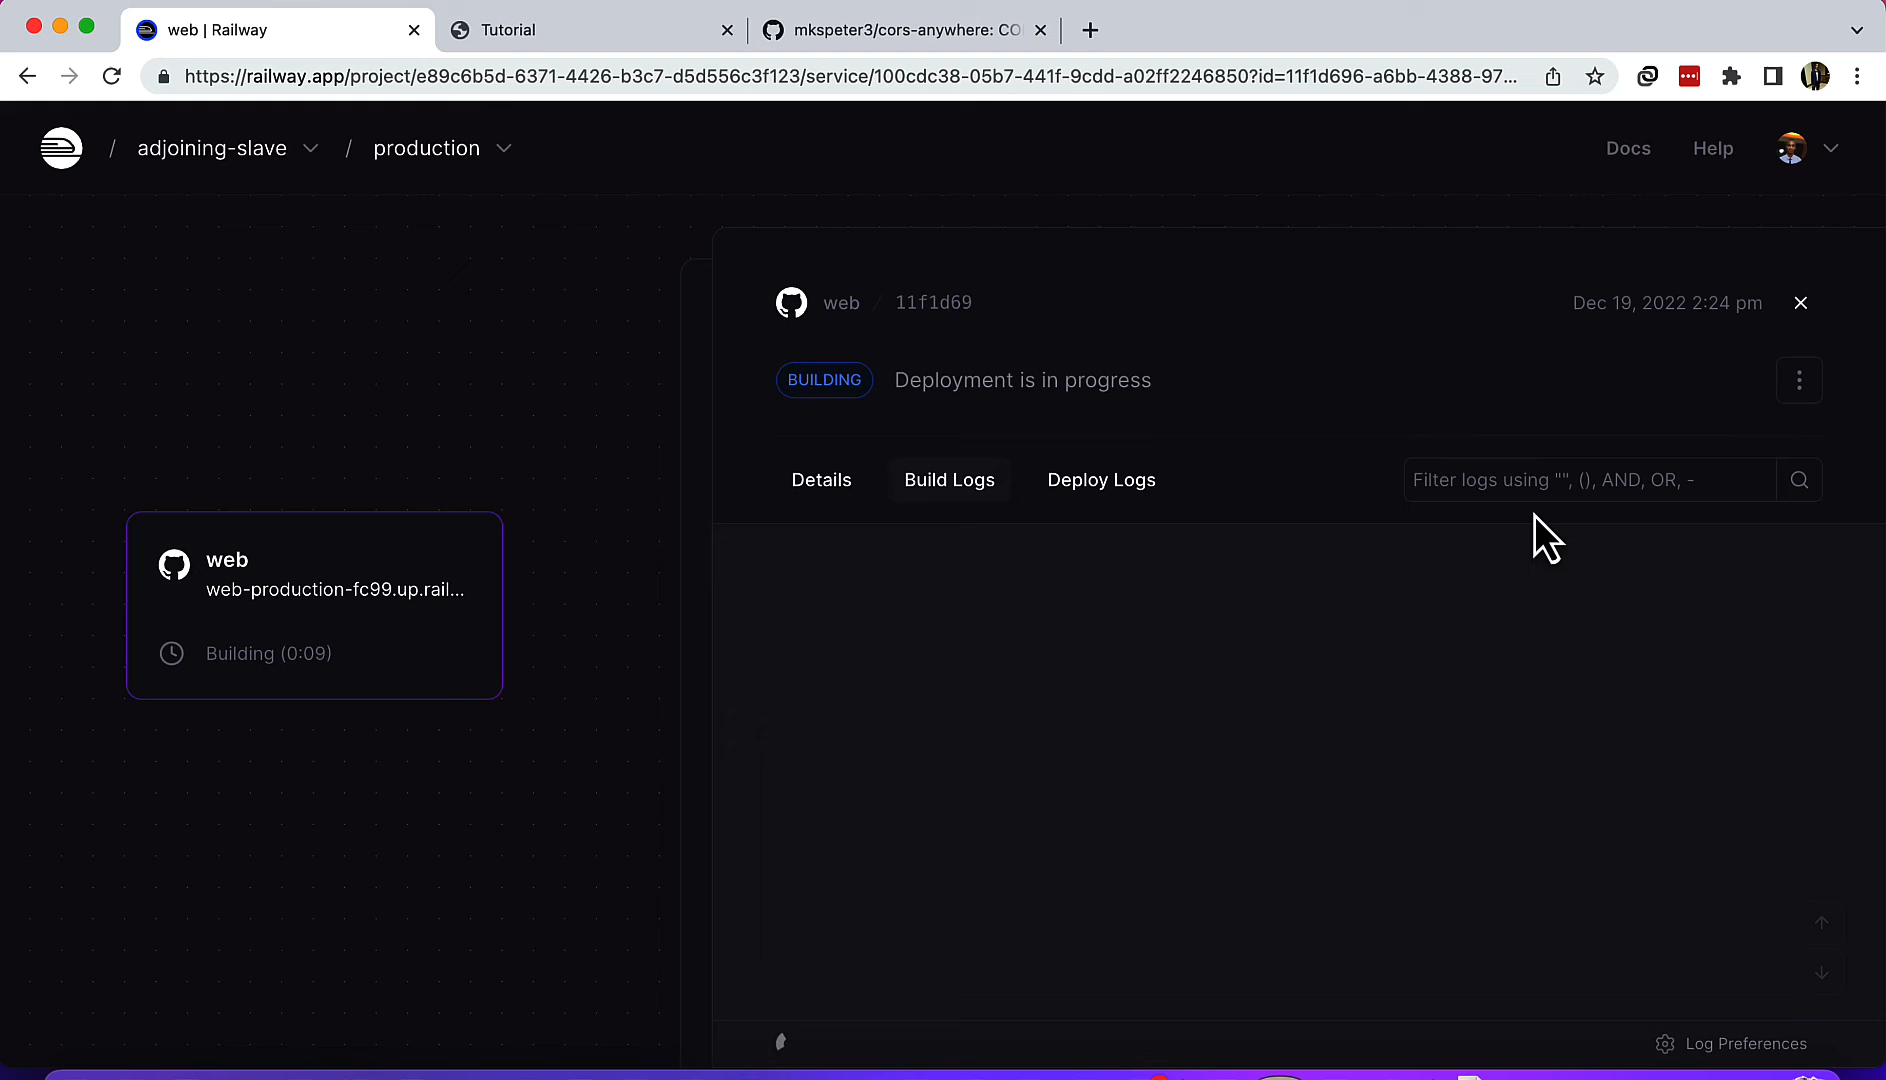 web | Railway
Tutorial
mkspeter3/cors-anywhere: CO
https://railway.app/project/e89c6b5d-6371-4426-b3c7-d5d556c3f123/service/100cdc38-05b7-441f-9cdd-a02ff2246850?id=11f1d696-a6bb-4388-97...
/ adjoining-slave / production
Docs Help
web / 11f1d69
Dec 19, 2022 2:24 pm
BUILDING Deployment is in progress
Details Build Logs Deploy Logs
Filter logs using "", (), AND, OR, -
web
web-production-fc99.up.rail...
Building (0:09)
Log Preferences